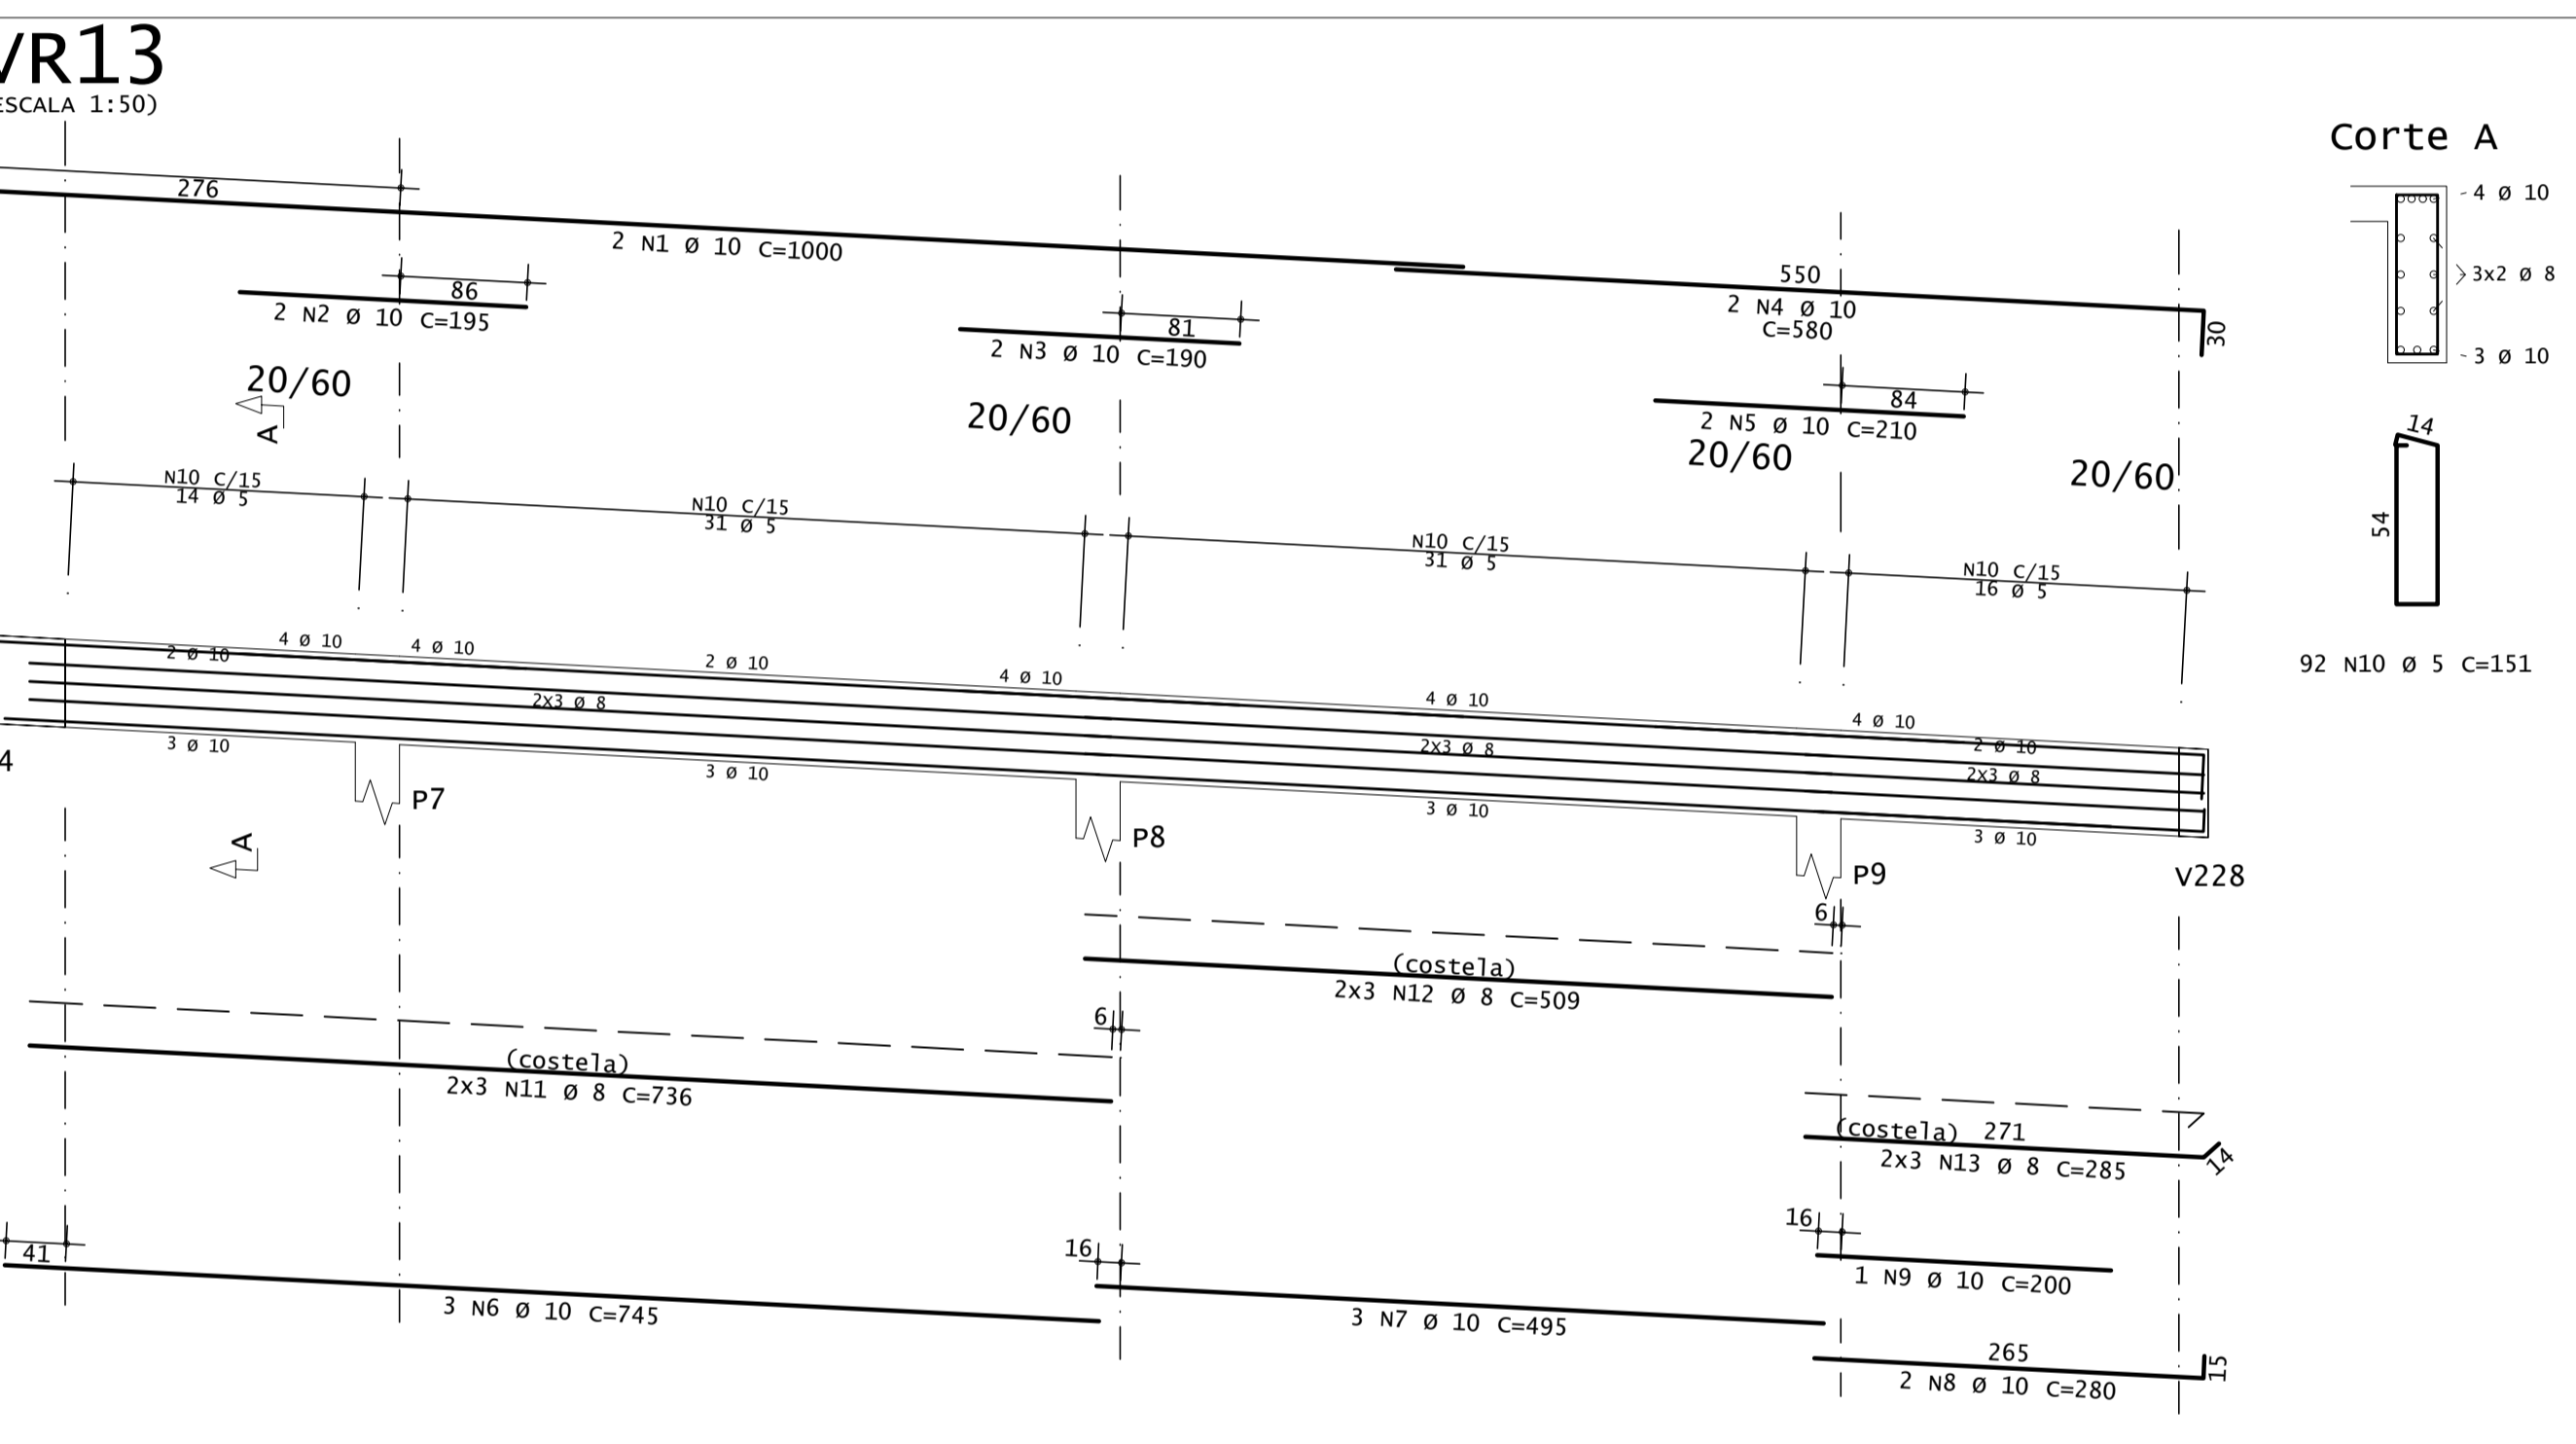 VR13
ESCALA 1:50)
Corte A
4 Ø 10
3x2 Ø 8
3 Ø 10
276
2 N1 Ø 10 C=1000
86
2 N2 Ø 10 C=195
81
2 N3 Ø 10 C=190
550
2 N4 Ø 10
C=580
30
84
2 N5 Ø 10 C=210
20/60
20/60
20/60
20/60
A
14
54
92 N10 Ø 5 C=151
N10 C/15
14 Ø 5
N10 C/15
31 Ø 5
N10 C/15
31 Ø 5
N10 C/15
16 Ø 5
2 Ø 10
4 Ø 10
4 Ø 10
2 Ø 10
4 Ø 10
4 Ø 10
4 Ø 10
2 Ø 10
2x3 Ø 8
2x3 Ø 8
2x3 Ø 8
3 Ø 10
3 Ø 10
3 Ø 10
3 Ø 10
4
P7
P8
P9
V228
A
6
(costela)
2x3 N12 Ø 8 C=509
6
(costela)
2x3 N11 Ø 8 C=736
(costela) 271
2x3 N13 Ø 8 C=285
14
41
3 N6 Ø 10 C=745
16
3 N7 Ø 10 C=495
16
1 N9 Ø 10 C=200
265
2 N8 Ø 10 C=280
15